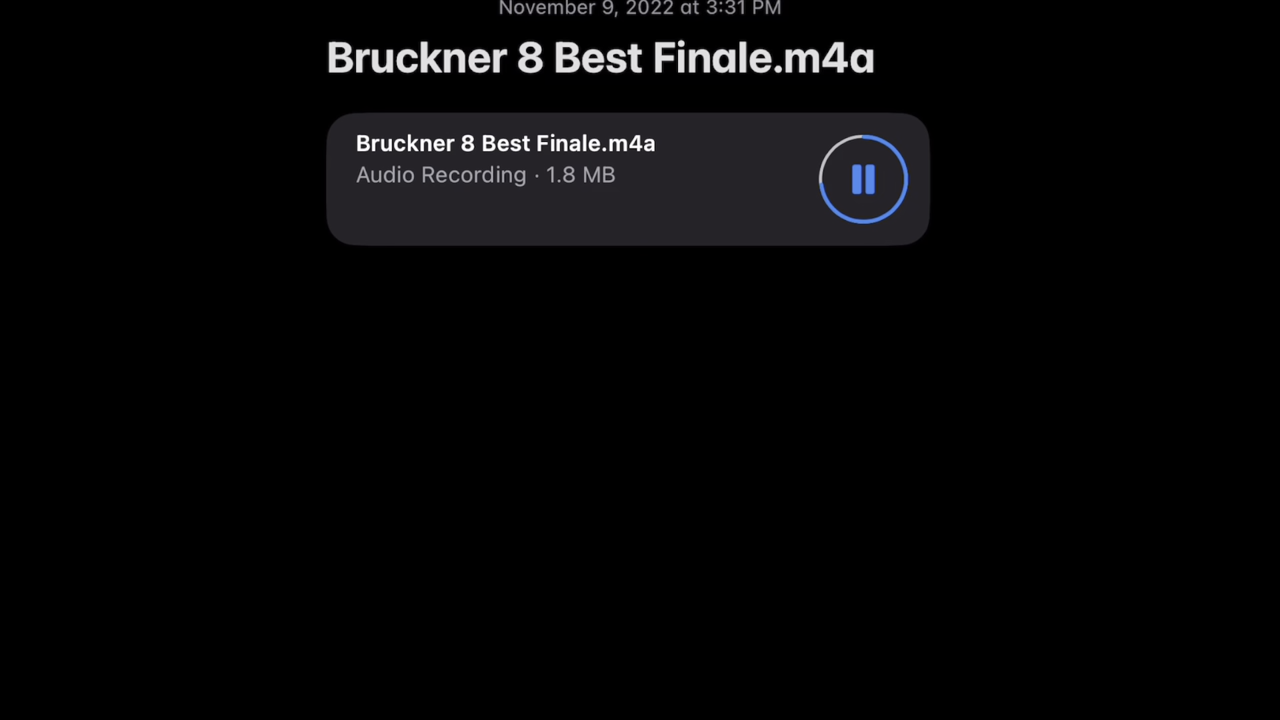 November 9, 2022 at 3:31 PM
Bruckner 8 Best Finale.m4a
Bruckner 8 Best Finale.m4a
Audio Recording · 1.8 MB